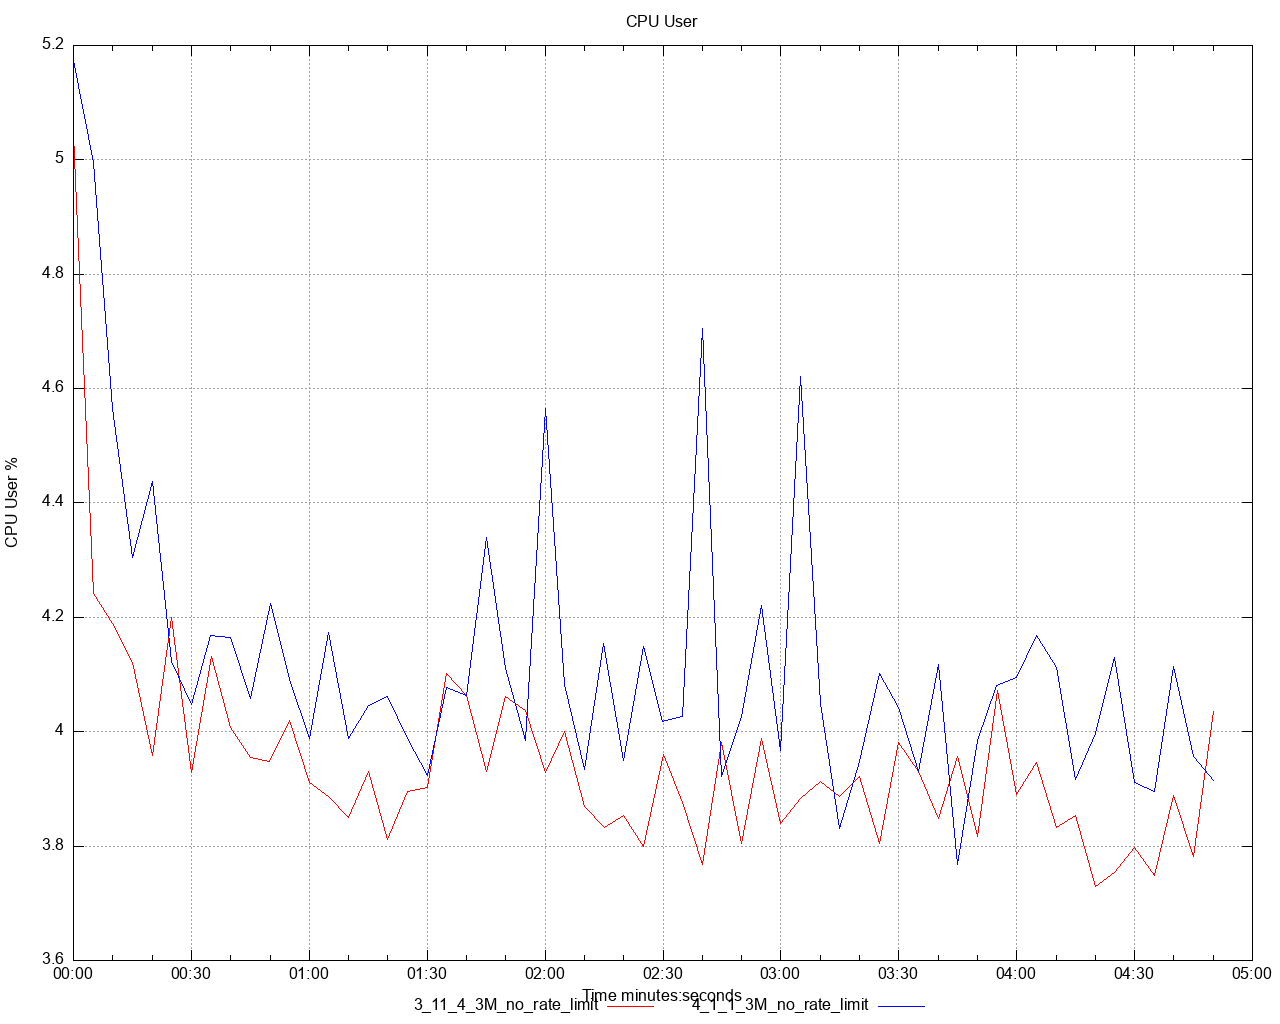 CPU User
5.2
5
4.8
4.6
4.4
4.2
4
3.8
3.6
CPU User %
00:00 00:30 01:00 01:30 02:00 02:30 03:00 03:30 04:00 04:30 05:00
Time minutes:seconds
3_11_4_3M_no_rate_limit 4_1_1_3M_no_rate_limit